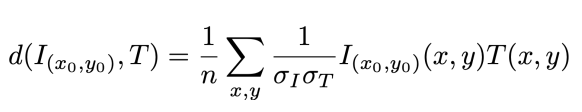 d(I_{(x_0,y_0)}, T) = \frac{1}{n} \sum_{x,y} \frac{1}{\sigma_I \sigma_T} I_{(x_0,y_0)}(x, y)T(x, y)